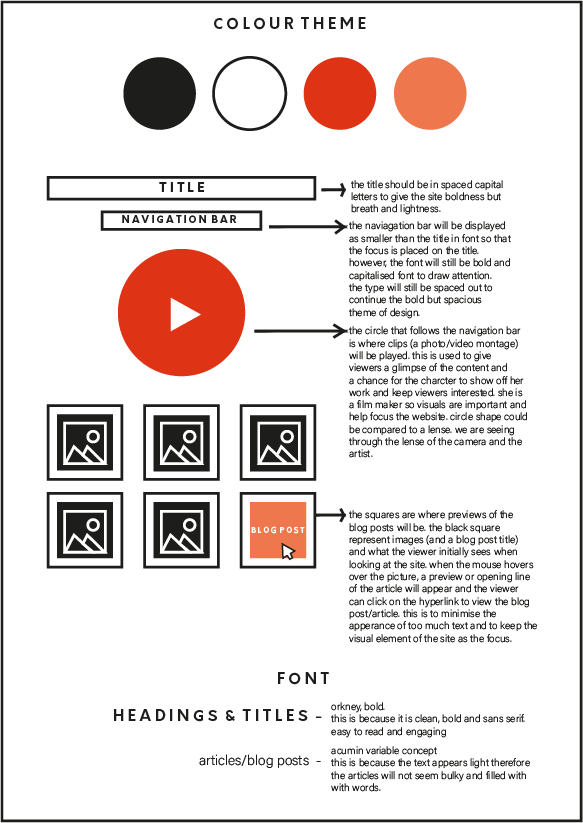 COLOUR THEME
TITLE
the title should be in spaced capital
letters to give the site boldness but
breath and lightness.
NAVIGATION BAR
the naviagation bar will be displayed
as smaller than the title in font so that
the focus is placed on the title.
however, the font will still be bold and
capitalised font to draw attention.
the type will still be spaced out to
continue the bold but spacious
theme of design.
the circle that follows the navigation bar
is where clips (a photo/video montage)
will be played. this is used to give
viewers a glimpse of the content and
a chance for the charcter to show off her
work and keep viewers interested. she is
a film maker so visuals are important and
help focus the website. circle shape could
be compared to a lense. we are seeing
through the lense of the camera and the
artist.
BLOG POST
the squares are where previews of the
blog posts will be. the black square
represent images (and a blog post title)
and what the viewer initially sees when
looking at the site. when the mouse hovers
over the picture, a preview or opening line
of the article will appear and the viewer
can click on the hyperlink to view the blog
post/article. this is to minimise the
apperance of too much text and to keep the
visual element of the site as the focus.
FONT
HEADINGS & TITLES -
orkney, bold.
this is because it is clean, bold and sans serif.
easy to read and engaging
articles/blog posts -
acumin variable concept
this is because the text appears light therefore
the articles will not seem bulky and filled with
with words.